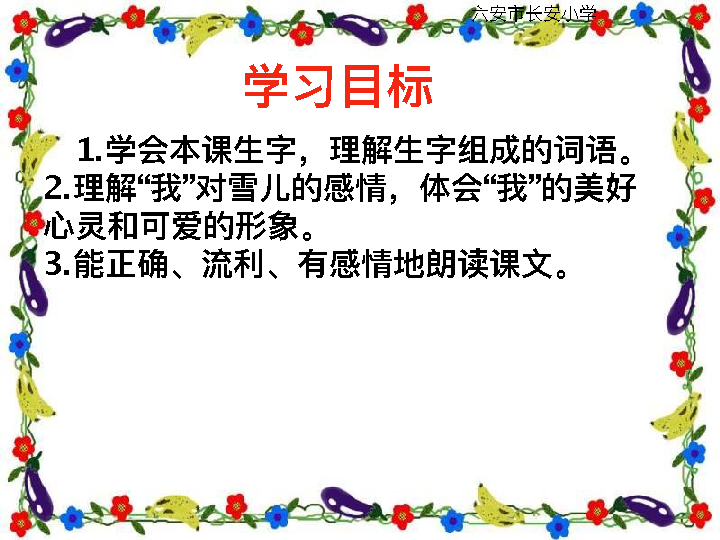 六安市长安小学
学习目标
1.学会本课生字，理解生字组成的词语。
2.理解“我”对雪儿的感情，体会“我”的美好
心灵和可爱的形象。
3.能正确、流利、有感情地朗读课文。